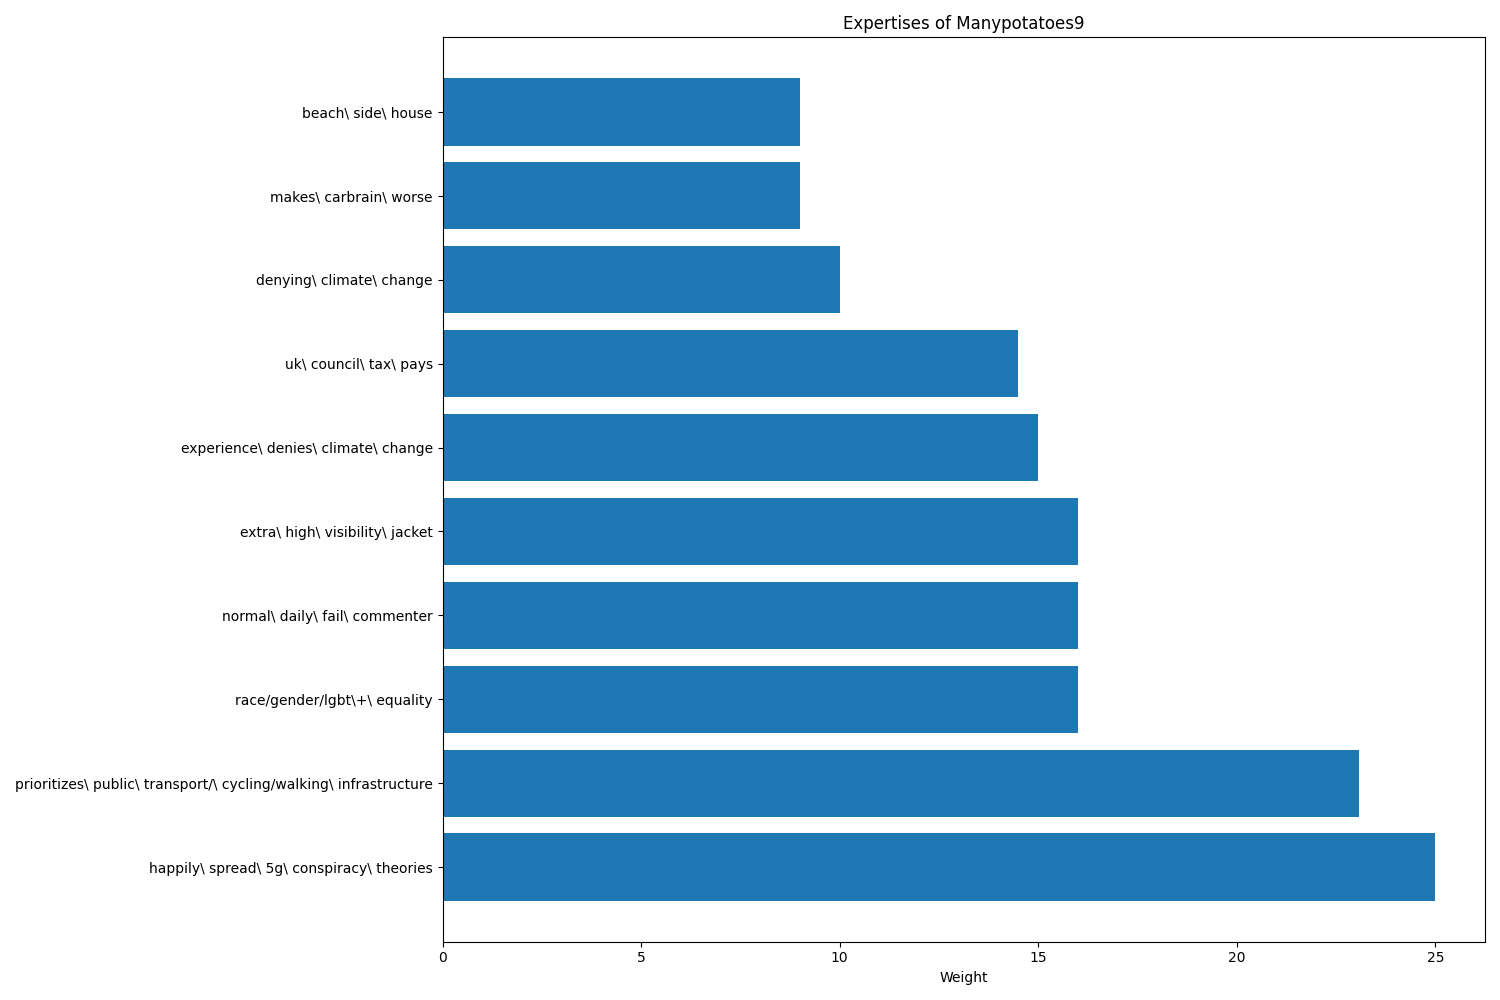 Expertises of Manypotatoes9
beach\ side\ house
makes\ carbrain\ worse
denying\ climate\ change
uk\ council\ tax\ pays
experience\ denies\ climate\ change
extra\ high\ visibility\ jacket
normal\ daily\ fail\ commenter
race/gender/lgbt\+\ equality
prioritizes\ public\ transport/\ cycling/walking\ infrastructure
happily\ spread\ 5g\ conspiracy\ theories
0 5 10 15 20 25
Weight